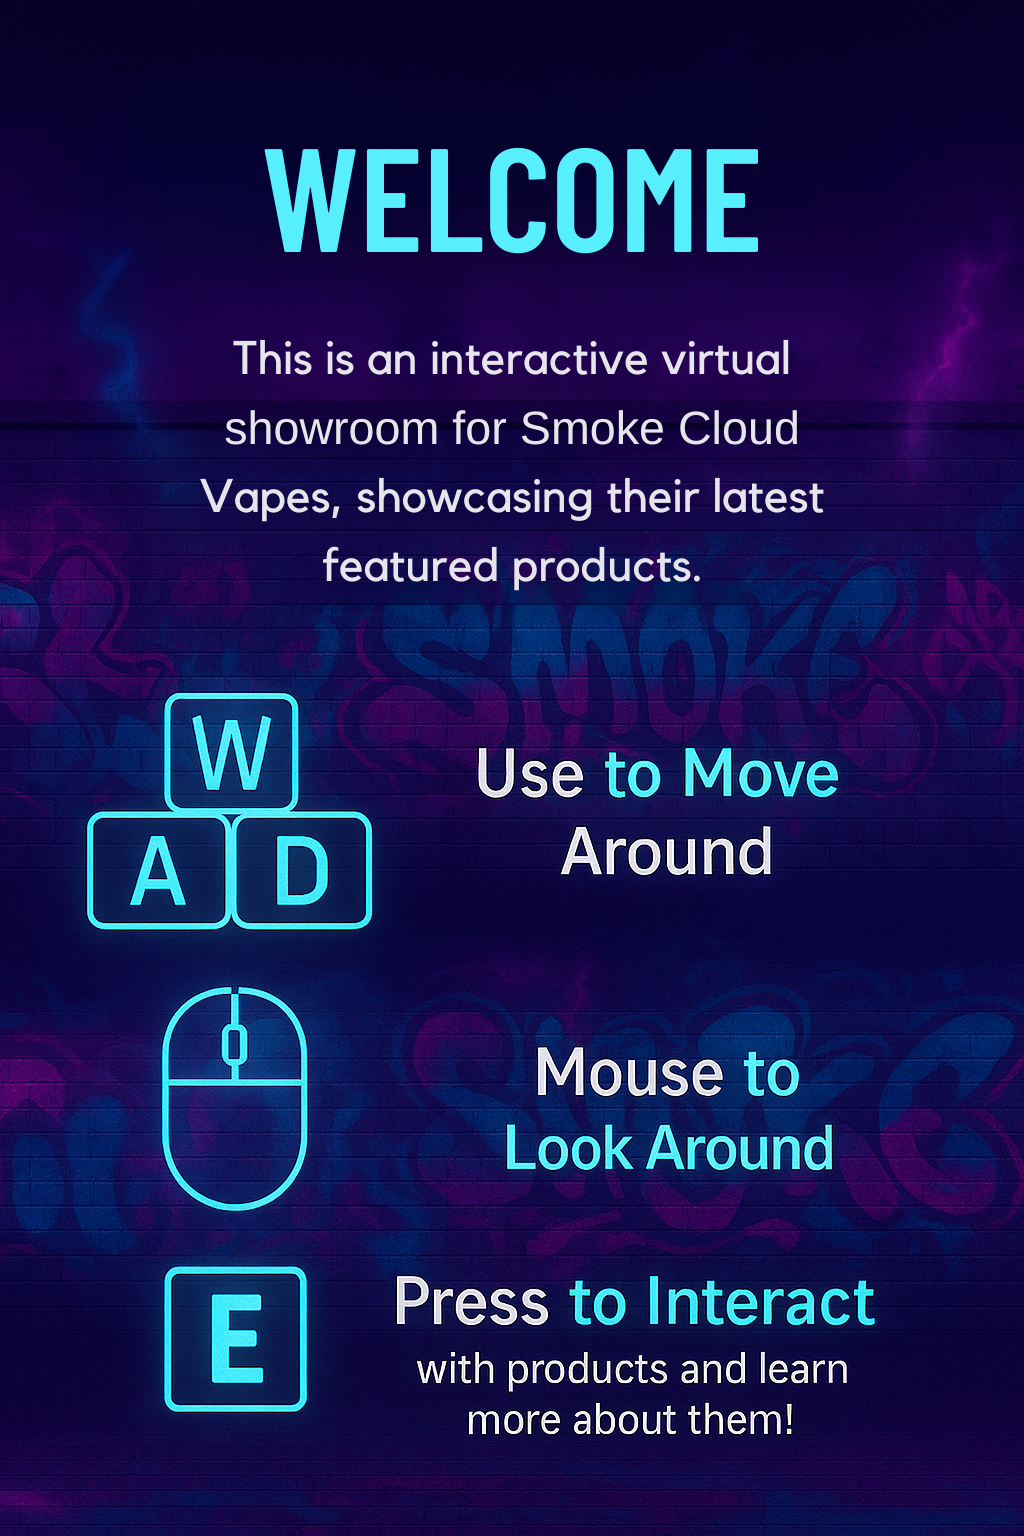 WELCOME
This is an interactive virtual
showroom for Smoke Cloud
Vapes, showcasing their latest
featured products.
SMOKE
W
A D
Use to Move
Around
Mouse to
Look Around
E
Press to Interact
with products and learn
more about them!